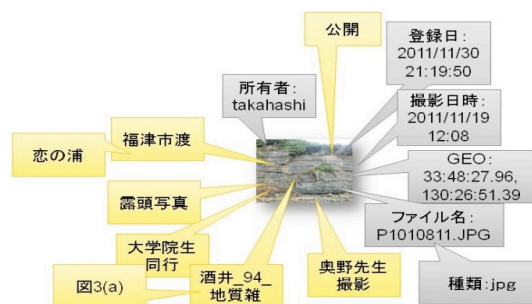 公開
登録日：
2011/11/30
21:19:50
所有者：
takahashi
撮影日時：
2011/11/19
12:08
福津市渡
恋の浦
GEO：
33:48:27.96,
130:26:51.39
露頭写真
ファイル名：
P1010811.JPG
大学院生
同行
奥野先生
撮影
酒井_94_
地質雑
図3(a)
種類：jpg